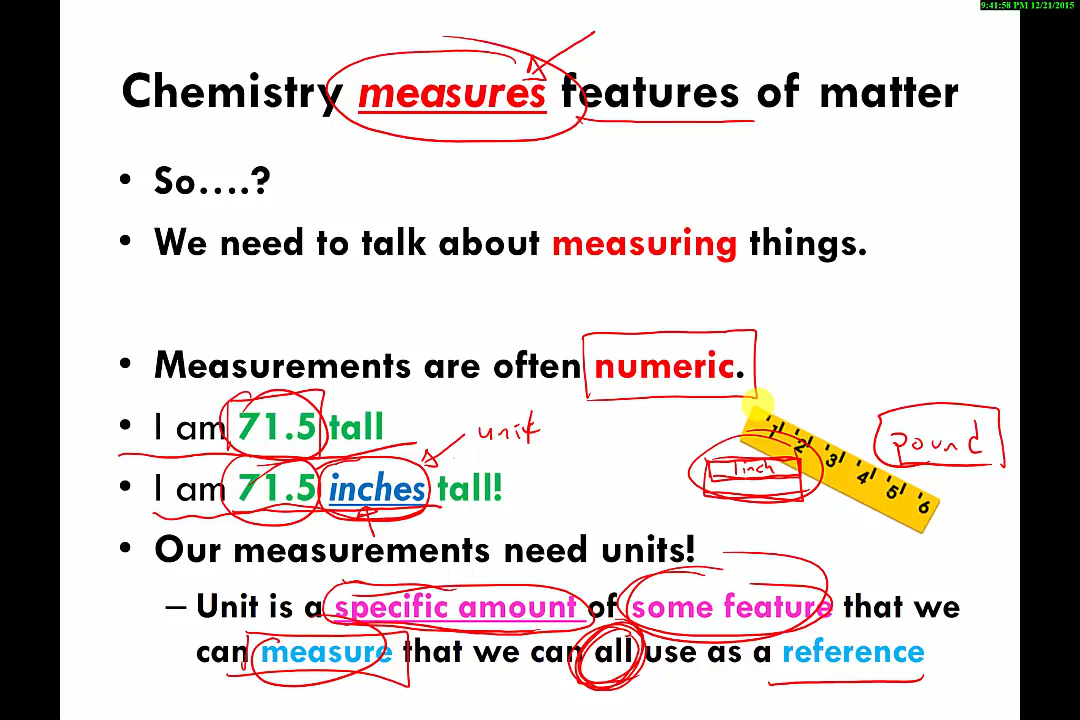 9:41:58 PM 12/21/2015
Chemistry measures features of matter
• So….?
• We need to talk about measuring things.
• Measurements are often numeric.
• I am 71.5 tall
unit
pound
1 2 3 4 5 6
1inch
• I am 71.5 inches tall!
• Our measurements need units!
– Unit is a specific amount of some feature that we
can measure that we can all use as a reference